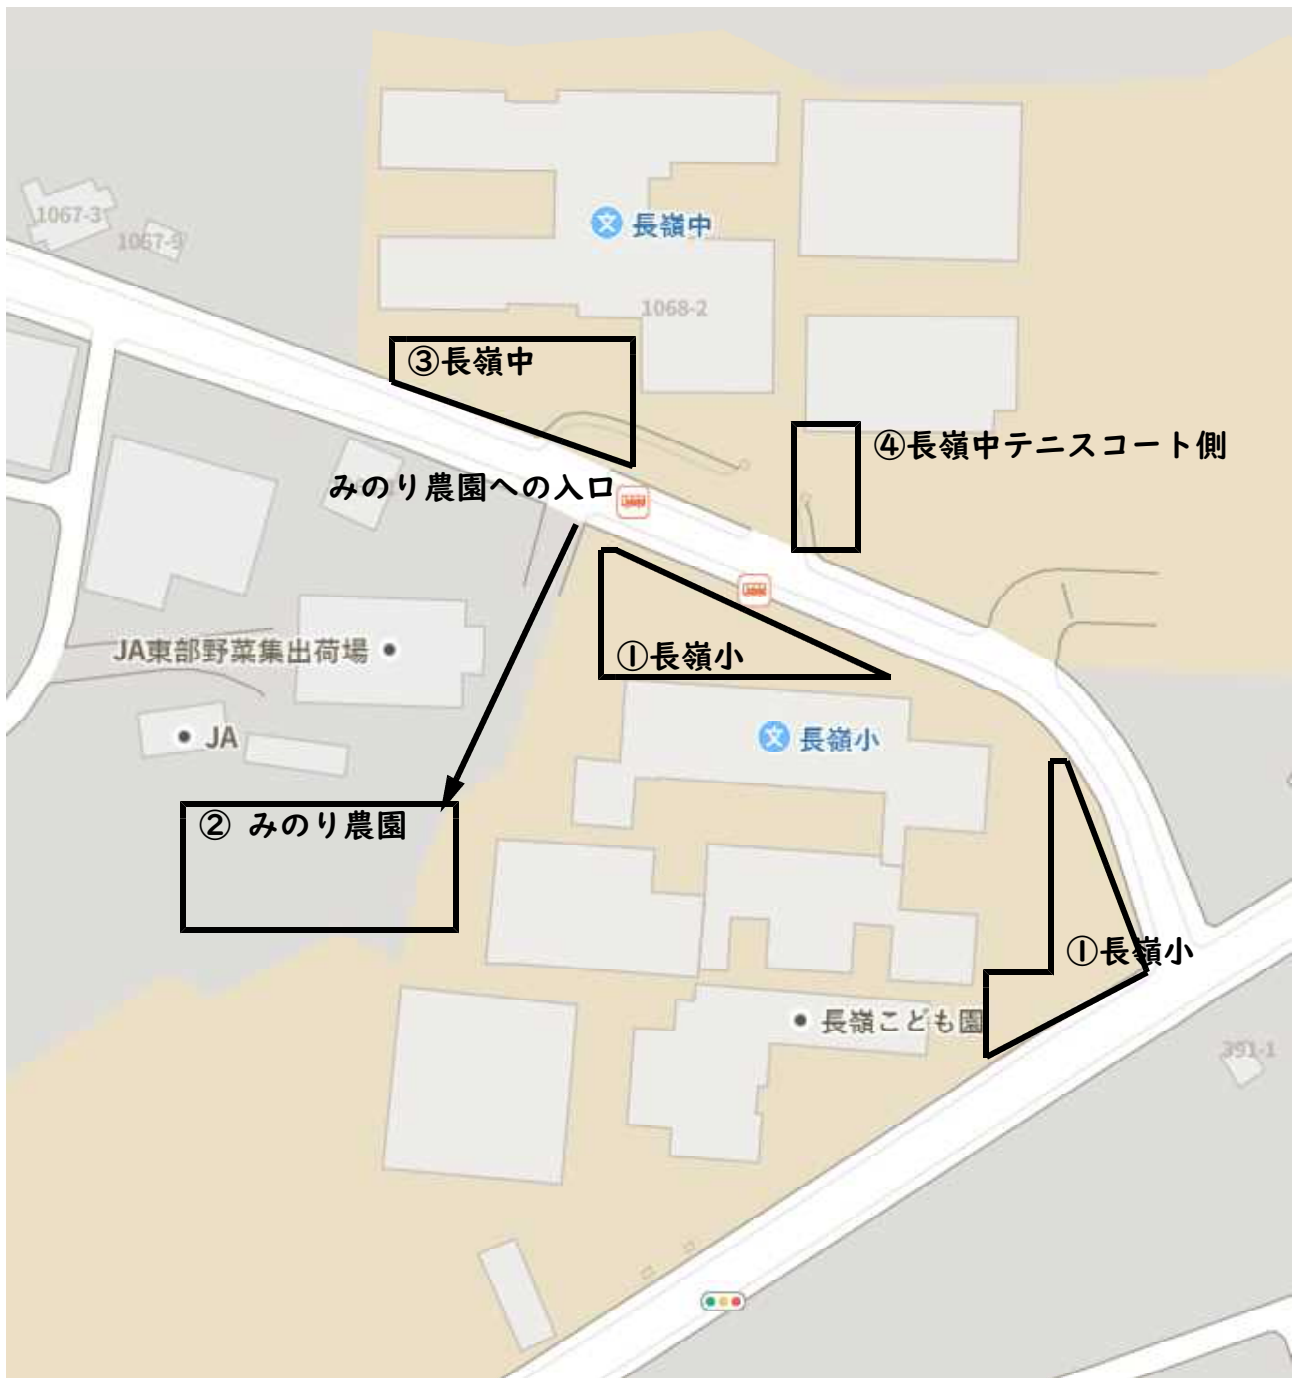 1067-3
1067-9
文 長嶺中
1068-2
③長嶺中
④長嶺中テニスコート側
みのり農園への入口
①長嶺小
JA東部野菜集出荷場
JA
文 長嶺小
② みのり農園
①長嶺小
長嶺こども園
391-1